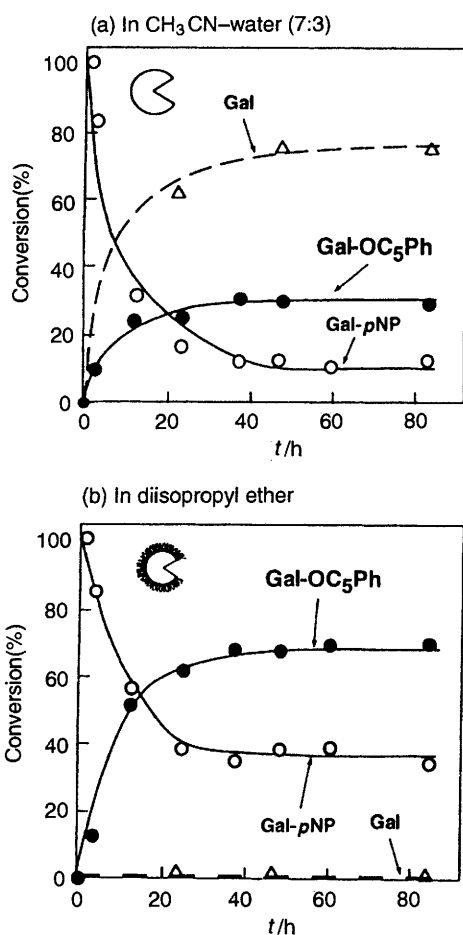 (a) In CH₃CN–water (7:3)
100
80
60
40
20
0
Conversion(%)
Gal
Gal-OC₅Ph
Gal-pNP
0 20 40 60 80
t/h
(b) In diisopropyl ether
100
80
60
40
20
0
Conversion(%)
Gal-OC₅Ph
Gal-pNP
Gal
0 20 40 60 80
t/h